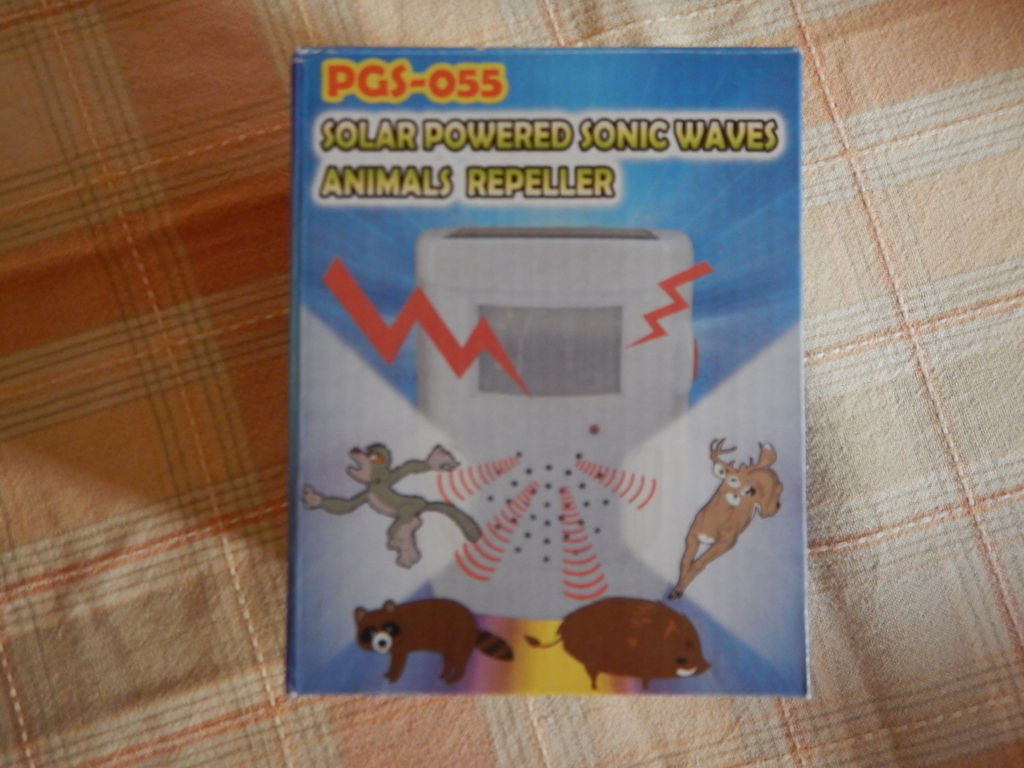 PGS-055
SOLAR POWERED SONIC WAVES
ANIMALS REPELLER